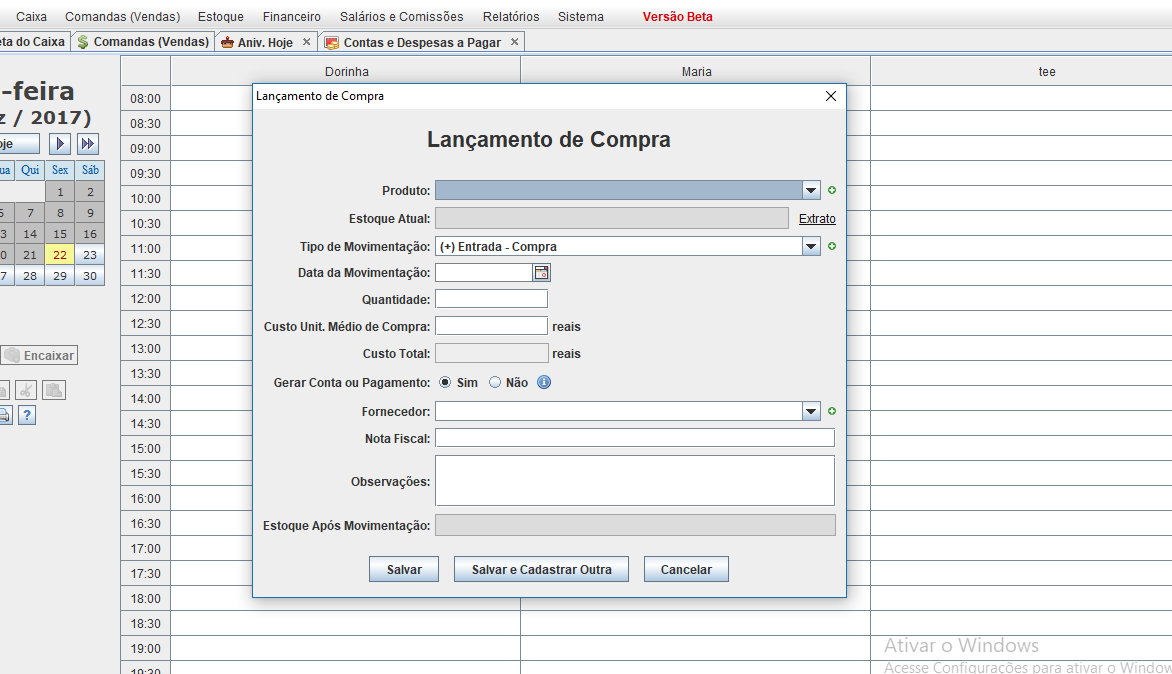 Caixa Comandas (Vendas) Estoque Financeiro Salários e Comissões Relatórios Sistema Versão Beta
eta do Caixa Comandas (Vendas) Aniv. Hoje Contas e Despesas a Pagar
Dorinha Maria tee
-feira
z / 2017)
oje
ua Qui Sex Sáb
1 2
6 7 8 9
3 14 15 16
0 21 22 23
7 28 29 30
Encaixar
?
08:00
08:30
09:00
09:30
10:00
10:30
11:00
11:30
12:00
12:30
13:00
13:30
14:00
14:30
15:00
15:30
16:00
16:30
17:00
17:30
18:00
18:30
19:00
19:30
Lançamento de Compra
Lançamento de Compra
Produto:
Estoque Atual: Extrato
Tipo de Movimentação: (+) Entrada - Compra
Data da Movimentação:
Quantidade:
Custo Unit. Médio de Compra: reais
Custo Total: reais
Gerar Conta ou Pagamento: Sim Não
Fornecedor:
Nota Fiscal:
Observações:
Estoque Após Movimentação:
Salvar Salvar e Cadastrar Outra Cancelar
Ativar o Windows
Acesse Configurações para ativar o Window